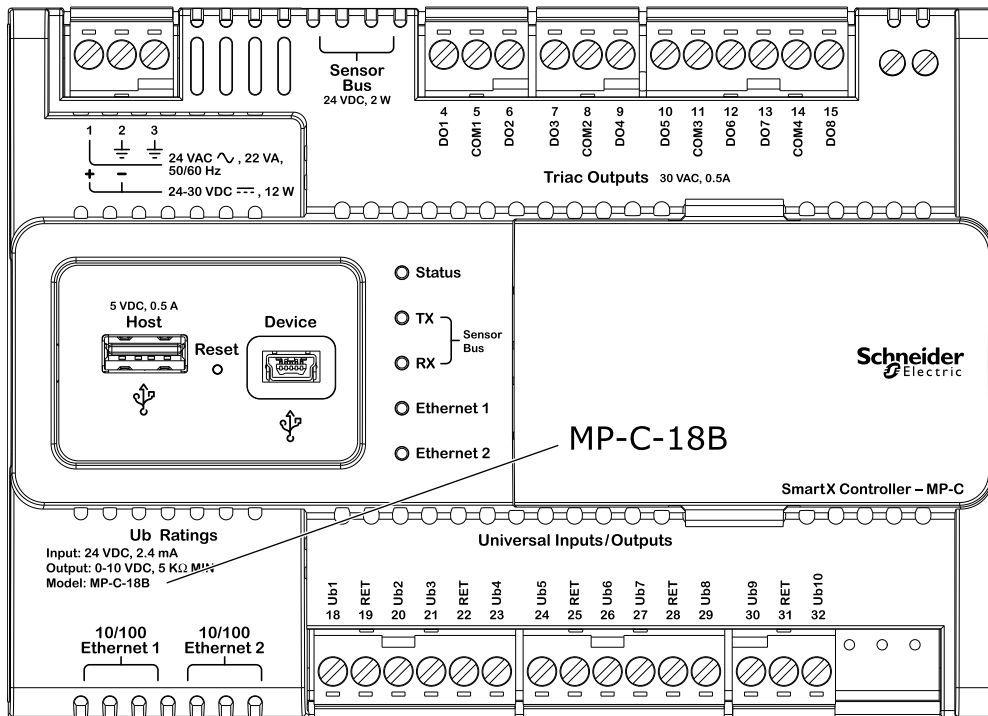 Sensor
Bus
24 VDC, 2 W
1 2 3
24 VAC ∿ , 22 VA,
50/60 Hz
+ −
24-30 VDC ⎓ , 12 W
4 5 6 7 8 9 10 11 12 13 14 15
DO1 COM1 DO2 DO3 COM2 DO4 DO5 COM3 DO6 DO7 COM4 DO8
Triac Outputs 30 VAC, 0.5A
5 VDC, 0.5 A
Host
Reset
Device
Status
TX
RX
Sensor
Bus
Ethernet 1
Ethernet 2
Schneider
Electric
MP-C-18B
SmartX Controller – MP-C
Ub Ratings
Input: 24 VDC, 2.4 mA
Output: 0-10 VDC, 5 KΩ MIN
Model: MP-C-18B
Universal Inputs/Outputs
Ub1 RET Ub2 Ub3 RET Ub4 Ub5 RET Ub6 Ub7 RET Ub8 Ub9 RET Ub10
18 19 20 21 22 23 24 25 26 27 28 29 30 31 32
10/100
Ethernet 1
10/100
Ethernet 2